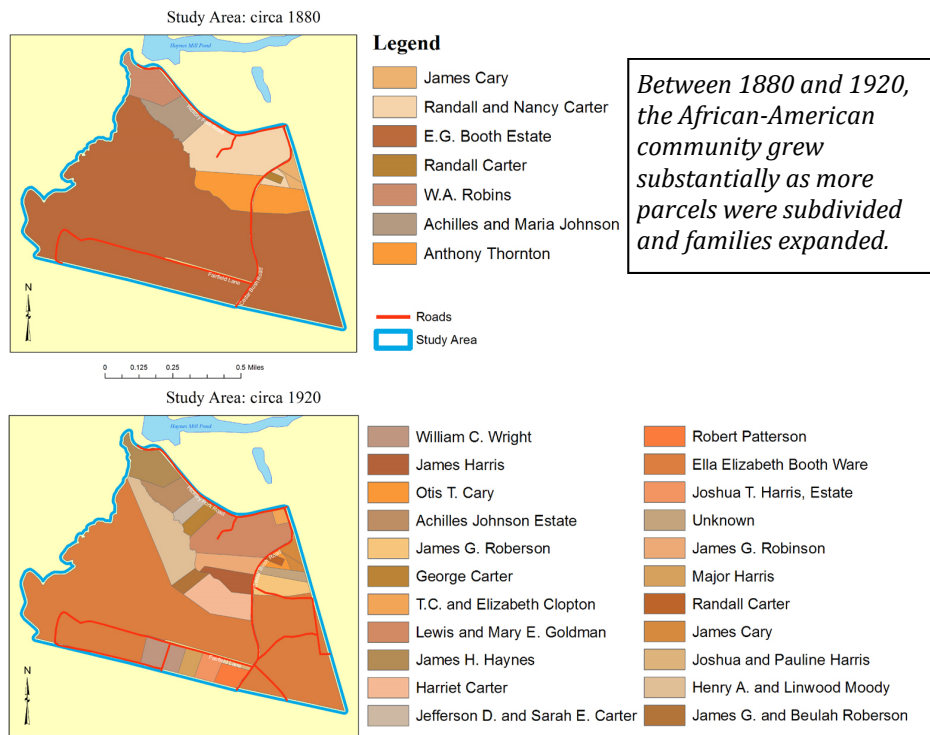 Study Area: circa 1880
Haynes Mill Pond
Fairfield Lane
Legend
James Cary
Randall and Nancy Carter
E.G. Booth Estate
Randall Carter
W.A. Robins
Achilles and Maria Johnson
Anthony Thornton
Roads
Study Area
N
0 0.125 0.25 0.5 Miles
Between 1880 and 1920,
the African-American
community grew
substantially as more
parcels were subdivided
and families expanded.
Study Area: circa 1920
Haynes Mill Pond
Fairfield Lane
N
William C. Wright
James Harris
Otis T. Cary
Achilles Johnson Estate
James G. Roberson
George Carter
T.C. and Elizabeth Clopton
Lewis and Mary E. Goldman
James H. Haynes
Harriet Carter
Jefferson D. and Sarah E. Carter
Robert Patterson
Ella Elizabeth Booth Ware
Joshua T. Harris, Estate
Unknown
James G. Robinson
Major Harris
Randall Carter
James Cary
Joshua and Pauline Harris
Henry A. and Linwood Moody
James G. and Beulah Roberson